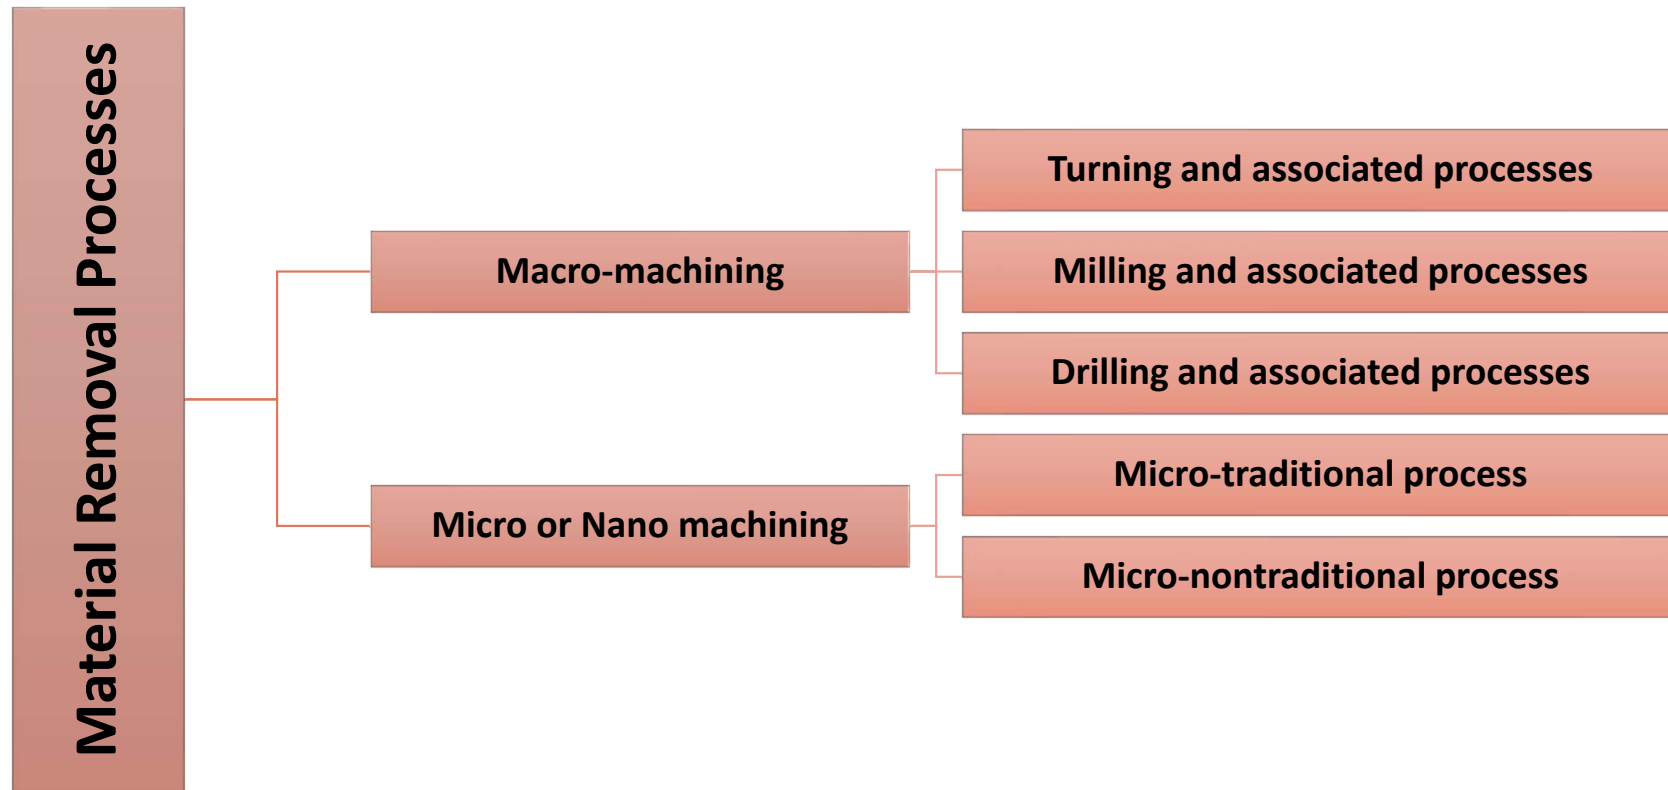 Material Removal Processes
Macro-machining
Turning and associated processes
Milling and associated processes
Drilling and associated processes
Micro or Nano machining
Micro-traditional process
Micro-nontraditional process